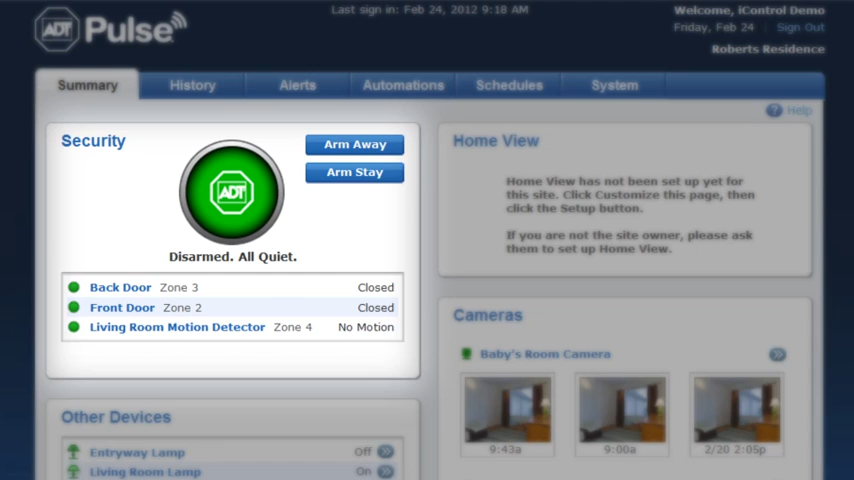 ADT Pulse
Last sign in: Feb 24, 2012 9:18 AM
Welcome, iControl Demo
Friday, Feb 24 | Sign Out
Roberts Residence
Summary History Alerts Automations Schedules System
? Help
Security
Arm Away
Arm Stay
ADT
Disarmed. All Quiet.
Back Door Zone 3 Closed
Front Door Zone 2 Closed
Living Room Motion Detector Zone 4 No Motion
Other Devices
Entryway Lamp Off
Living Room Lamp On
Home View
Home View has not been set up yet for
this site. Click Customize this page, then
click the Setup button.
If you are not the site owner, please ask
them to set up Home View.
Cameras
Baby's Room Camera
9:43a 9:00a 2/20 2:05p